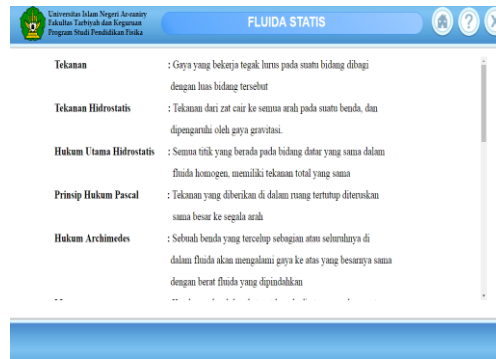 Universitas Islam Negeri Ar-raniry
Fakultas Tarbiyah dan Keguruan
Program Studi Pendidikan Fisika
FLUIDA STATIS
Tekanan : Gaya yang bekerja tegak lurus pada suatu bidang dibagi
dengan luas bidang tersebut
Tekanan Hidrostatis : Tekanan dari zat cair ke semua arah pada suatu benda, dan
dipengaruhi oleh gaya gravitasi.
Hukum Utama Hidrostatis : Semua titik yang berada pada bidang datar yang sama dalam
fluida homogen, memiliki tekanan total yang sama
Prinsip Hukum Pascal : Tekanan yang diberikan di dalam ruang tertutup diteruskan
sama besar ke segala arah
Hukum Archimedes : Sebuah benda yang tercelup sebagian atau seluruhnya di
dalam fluida akan mengalami gaya ke atas yang besarnya sama
dengan berat fluida yang dipindahkan